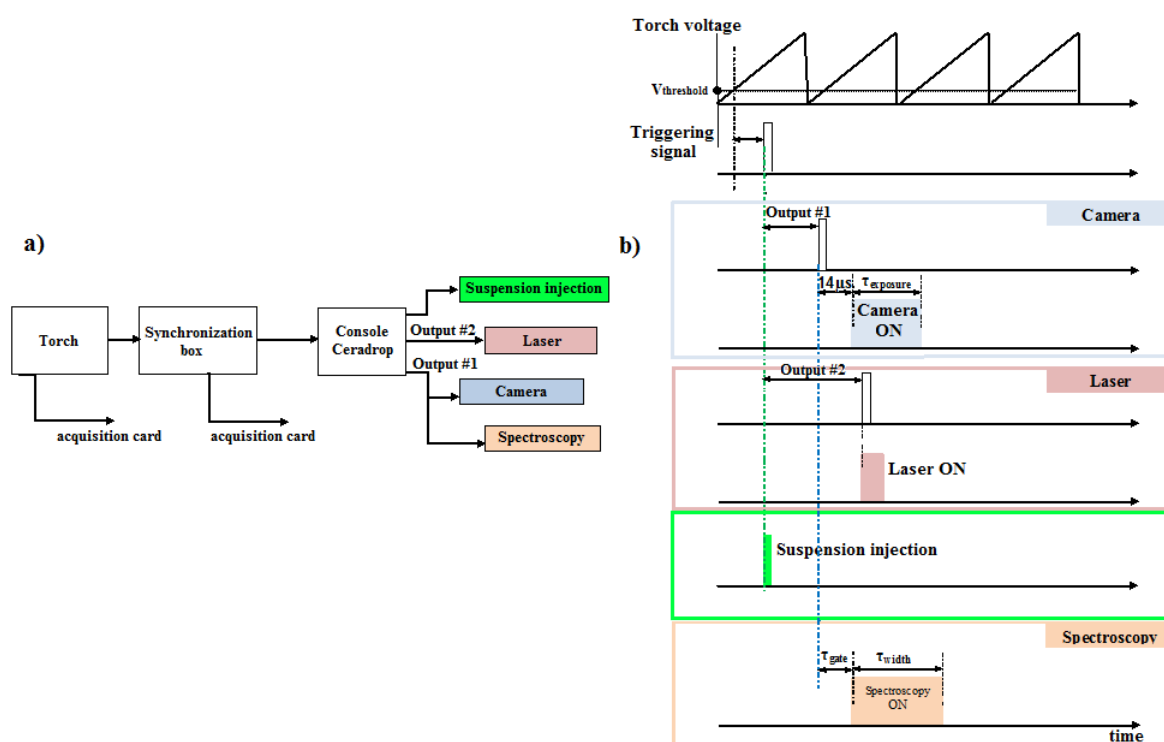 a)
Torch
Synchronization
box
Console
Ceradrop
Suspension injection
Output #2
Laser
Output #1
Camera
Spectroscopy
acquisition card
acquisition card
b)
Torch voltage
Vthreshold
Triggering
signal
Camera
Output #1
14μs
τexposure
Camera
ON
Laser
Output #2
Laser ON
Suspension injection
Spectroscopy
τgate
τwidth
Spectroscopy
ON
time